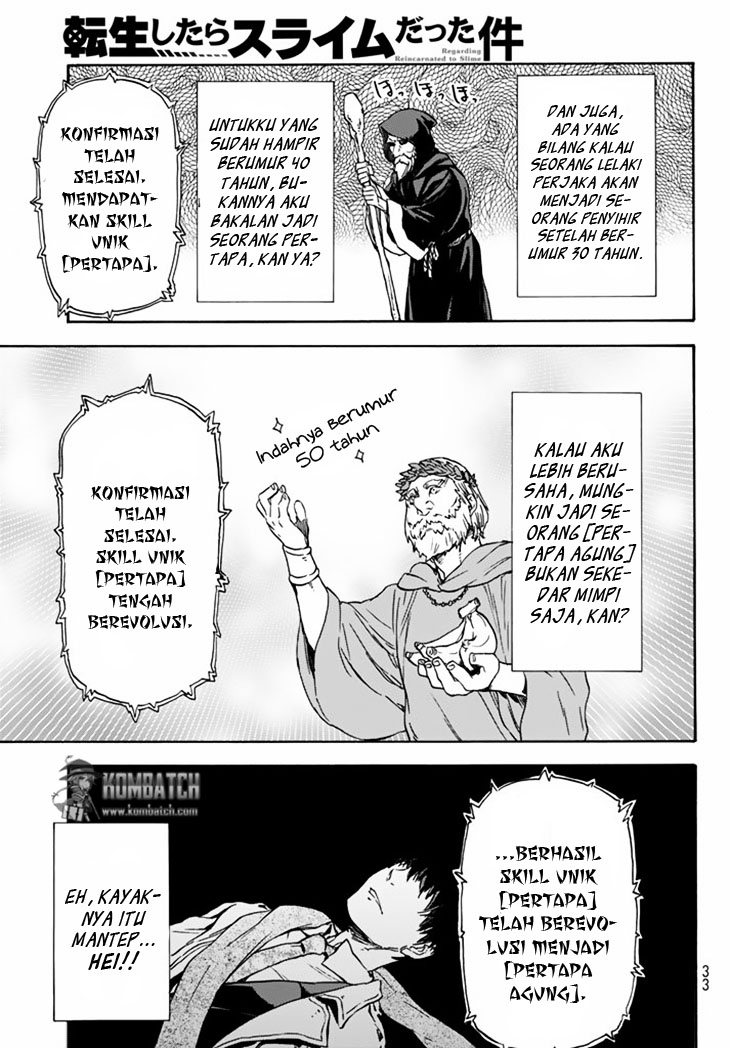 転生したらスライムだった件
Regarding
Reincarnated to Slime
DAN JUGA,
ADA YANG
BILANG KALAU
SEORANG LELAKI
PERJAKA AKAN
MENJADI SE-
ORANG PENYIHIR
SETELAH BER-
UMUR 30 TAHUN.
ほっほっほっ
UNTUKKU YANG
SUDAH HAMPIR
BERUMUR 40
TAHUN, BU-
KANNYA AKU
BAKALAN JADI
SEORANG PER-
TAPA, KAN YA?
KONFIRMASI
TELAH
SELESAI.
MENDAPAT-
KAN SKILL
UNIK
[PERTAPA].
KALAU AKU
LEBIH BERU-
SAHA, MUNG-
KIN JADI SE-
ORANG [PER-
TAPA AGUNG]
BUKAN SEKE-
DAR MIMPI
SAJA, KAN?
Indahnya Berumur
50 tahun
KONFIRMASI
TELAH
SELESAI.
SKILL UNIK
[PERTAPA]
TENGAH
BEREVOLUSI.
KOMBATCH
www.kombatch.com
...BERHASIL
SKILL UNIK
[PERTAPA]
TELAH BEREVO-
LUSI MENJADI
[PERTAPA
AGUNG].
EH, KAYAK-
NYA ITU
MANTEP...
HEI!!
33